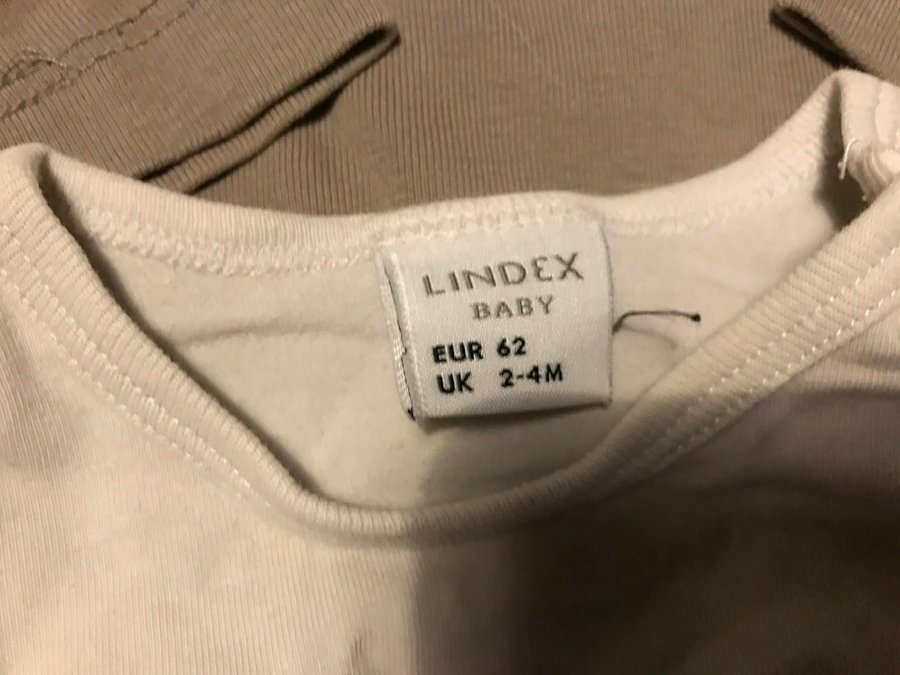 LINDEX
BABY
EUR 62
UK 2-4M